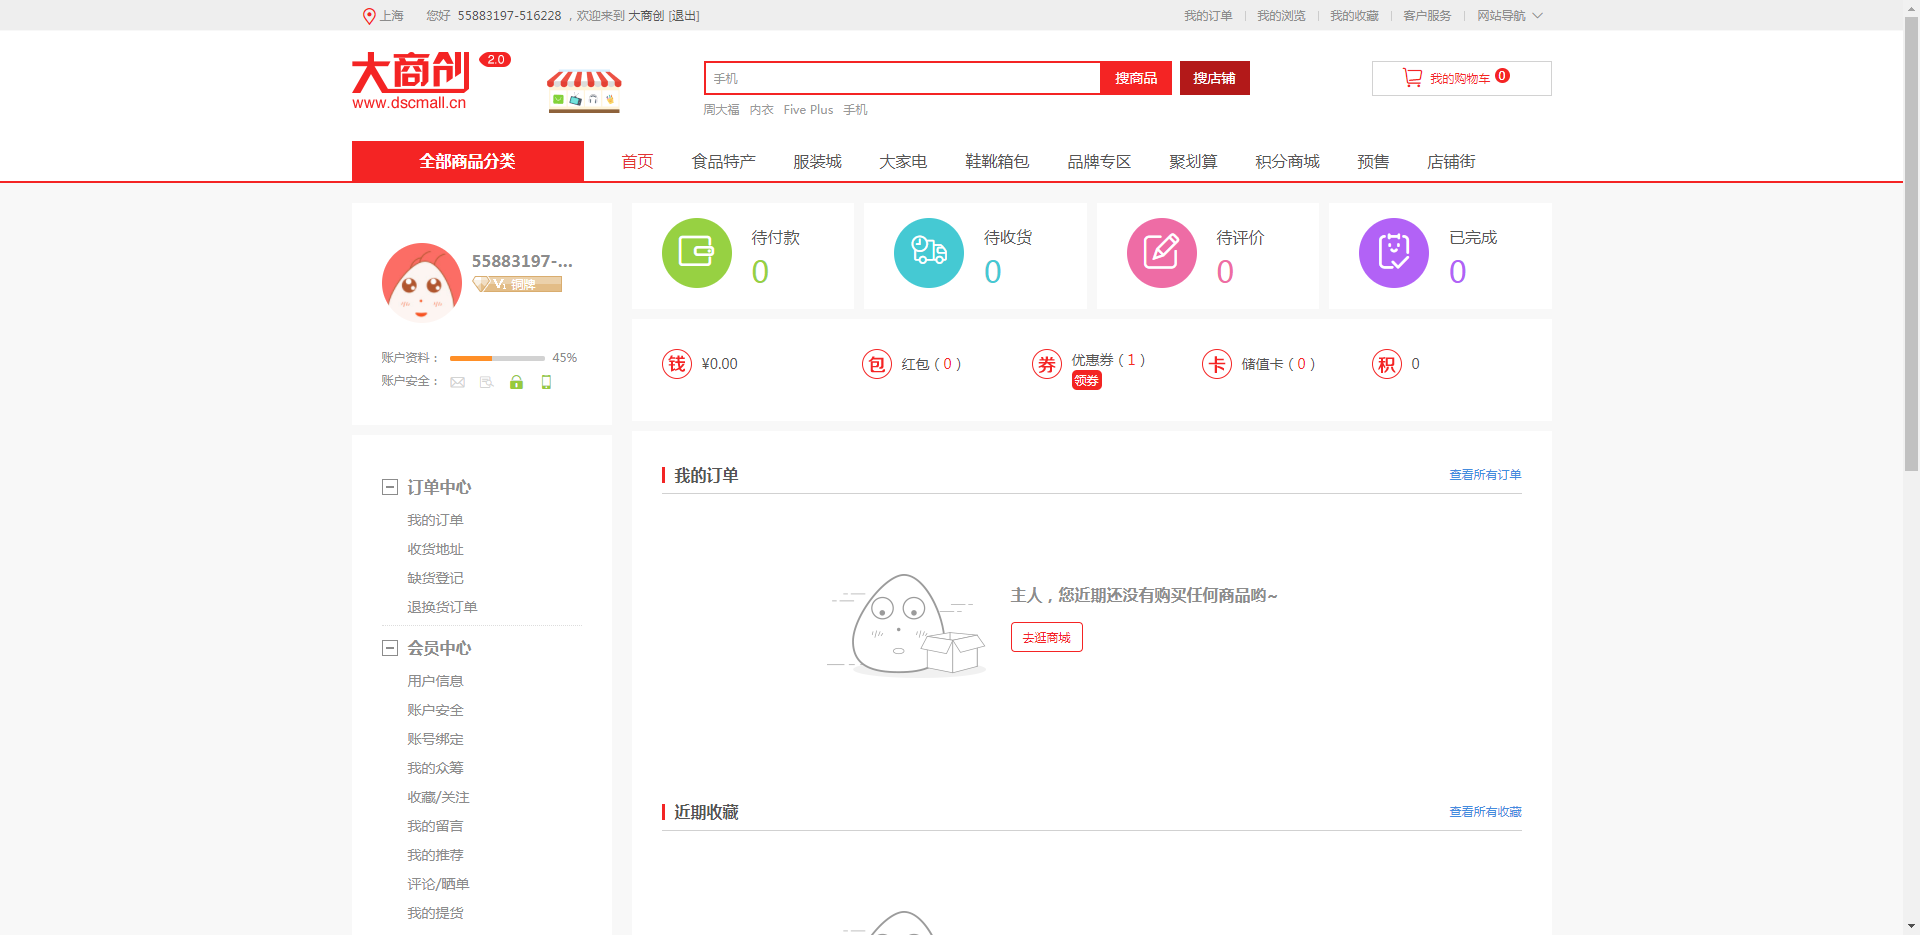 上海 您好 55883197-516228 ，欢迎来到 大商创 [退出] 我的订单 我的浏览 我的收藏 客户服务 网站导航
大商创 2.0
www.dscmall.cn
手机 搜商品 搜店铺 我的购物车 0
周大福 内衣 Five Plus 手机
全部商品分类 首页 食品特产 服装城 大家电 鞋靴箱包 品牌专区 聚划算 积分商城 预售 店铺街
55883197-...
V1 铜牌
账户资料： 45%
账户安全：
待付款
0
待收货
0
待评价
0
已完成
0
钱 ¥0.00
包 红包（ 0 ）
券 优惠券（ 1 ）
领券
卡 储值卡（ 0 ）
积 0
订单中心
我的订单
收货地址
缺货登记
退换货订单
会员中心
用户信息
账户安全
账号绑定
我的众筹
收藏/关注
我的留言
我的推荐
评论/晒单
我的提货
我的订单 查看所有订单
主人，您近期还没有购买任何商品哟~
去逛商城
近期收藏 查看所有收藏